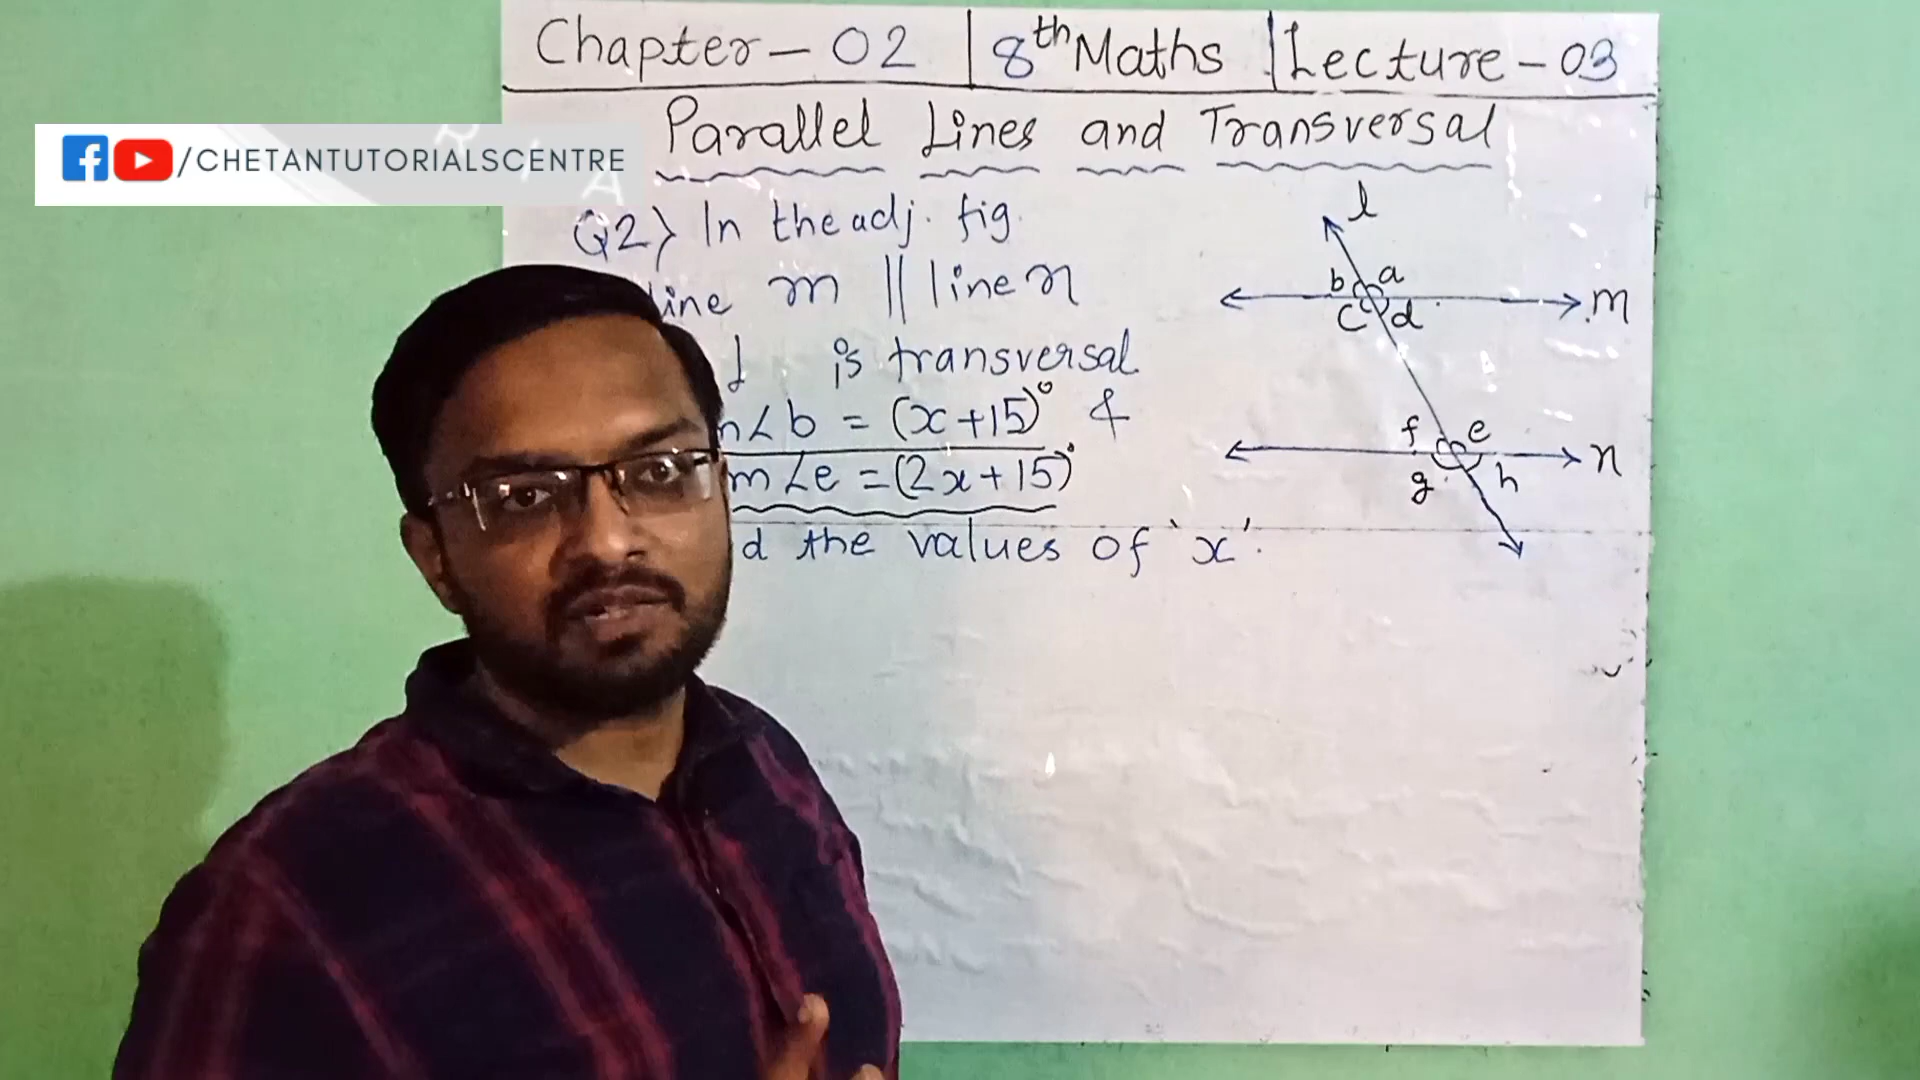 Chapter - 02 | 8th Maths | Lecture - 03
Parallel Lines and Transversal
/CHETANTUTORIALSCENTRE
R I A
Q2) In the adj. fig.
line m || line n
l is transversal
m∠b = (x+15)° &
m∠e = (2x+15)°
d the values of 'x'.
l
b a
c d
m
f e
g h
n